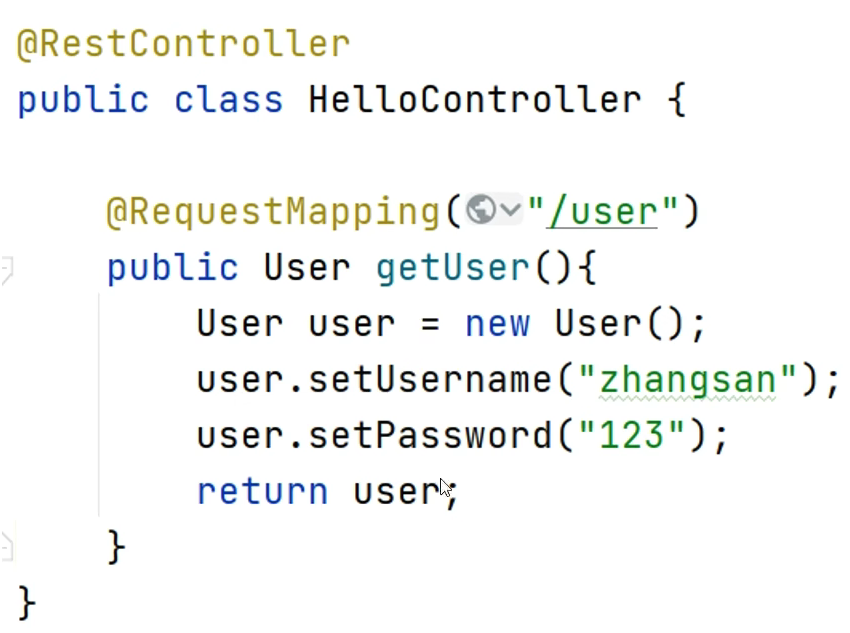 @RestController
public class HelloController {
@RequestMapping("/user")
public User getUser(){
User user = new User();
user.setUsername("zhangsan");
user.setPassword("123");
return user;
}
}